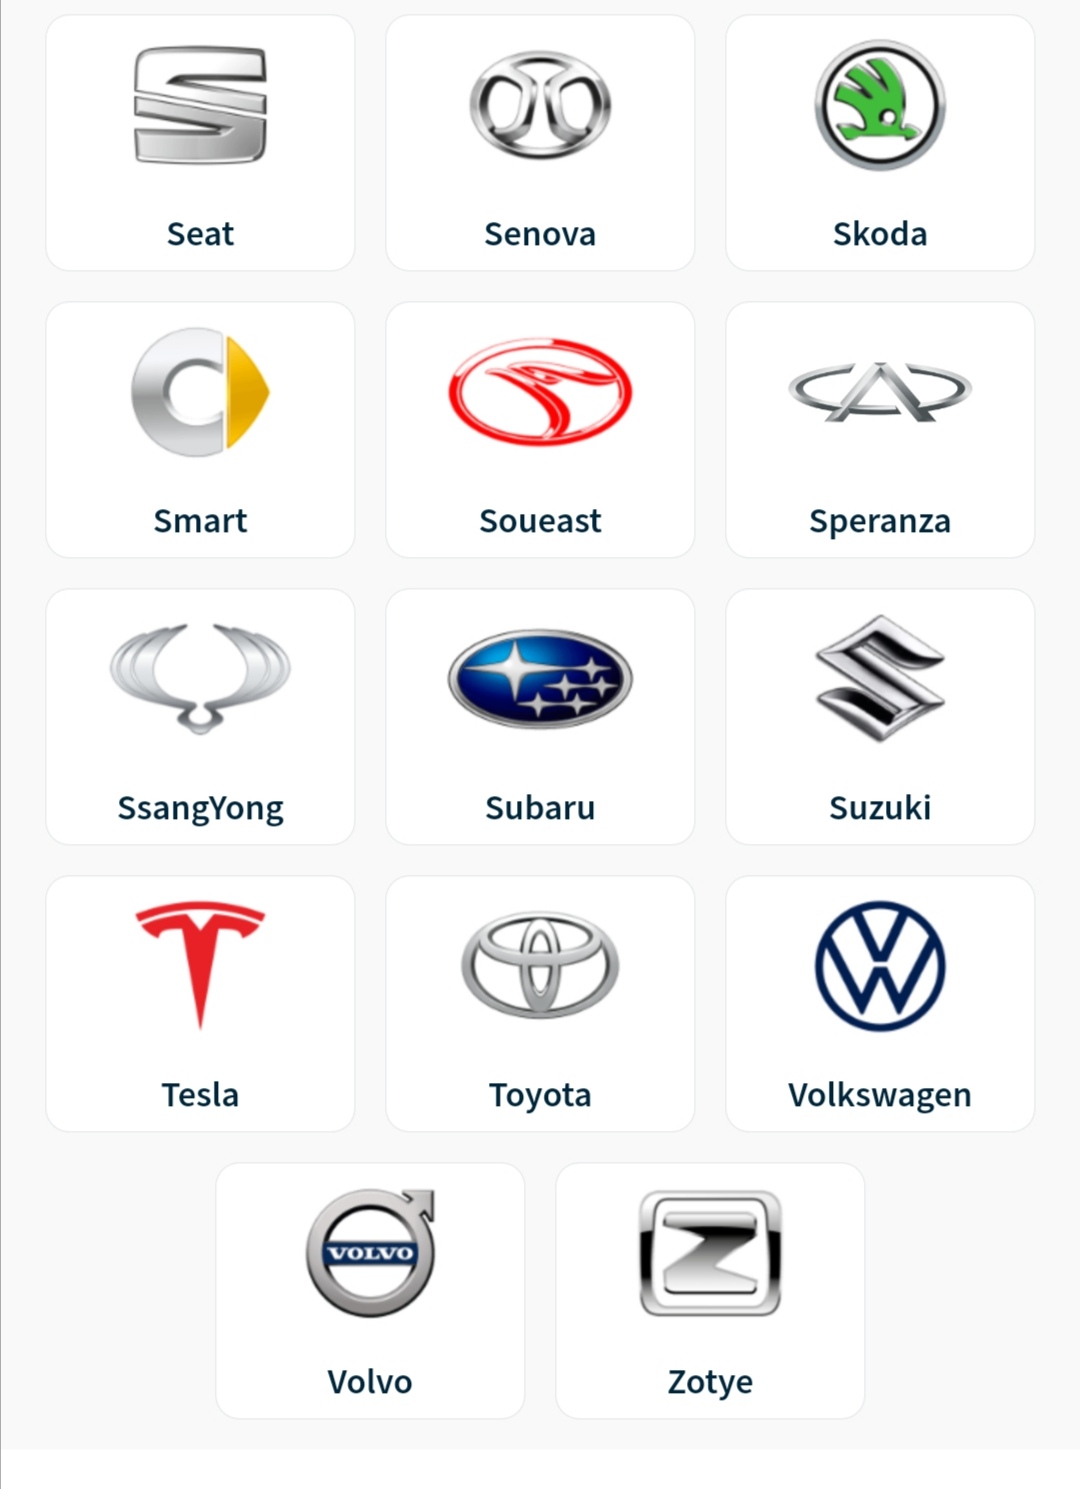 Seat
Senova
Skoda
Smart
Soueast
Speranza
SsangYong
Subaru
Suzuki
Tesla
Toyota
Volkswagen
VOLVO
Volvo
Zotye